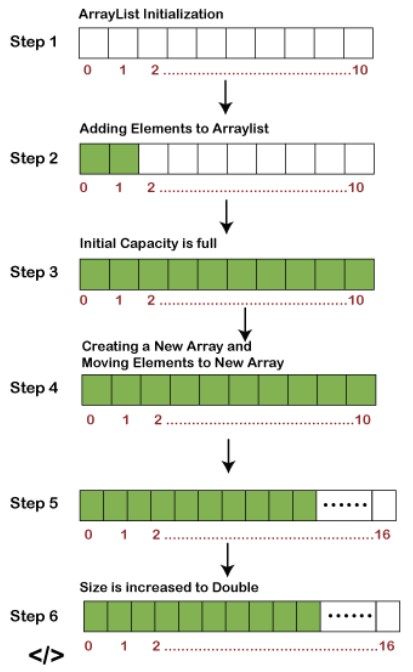 ArrayList Initialization
Step 1
0 1 2 ......................................10
Adding Elements to Arraylist
Step 2
0 1 2 ......................................10
Initial Capacity is full
Step 3
0 1 2 ......................................10
Creating a New Array and
Moving Elements to New Array
Step 4
0 1 2 ......................................10
Step 5
......
0 1 2 ...........................................16
Size is increased to Double
Step 6
......
0 1 2 ...........................................16
</>